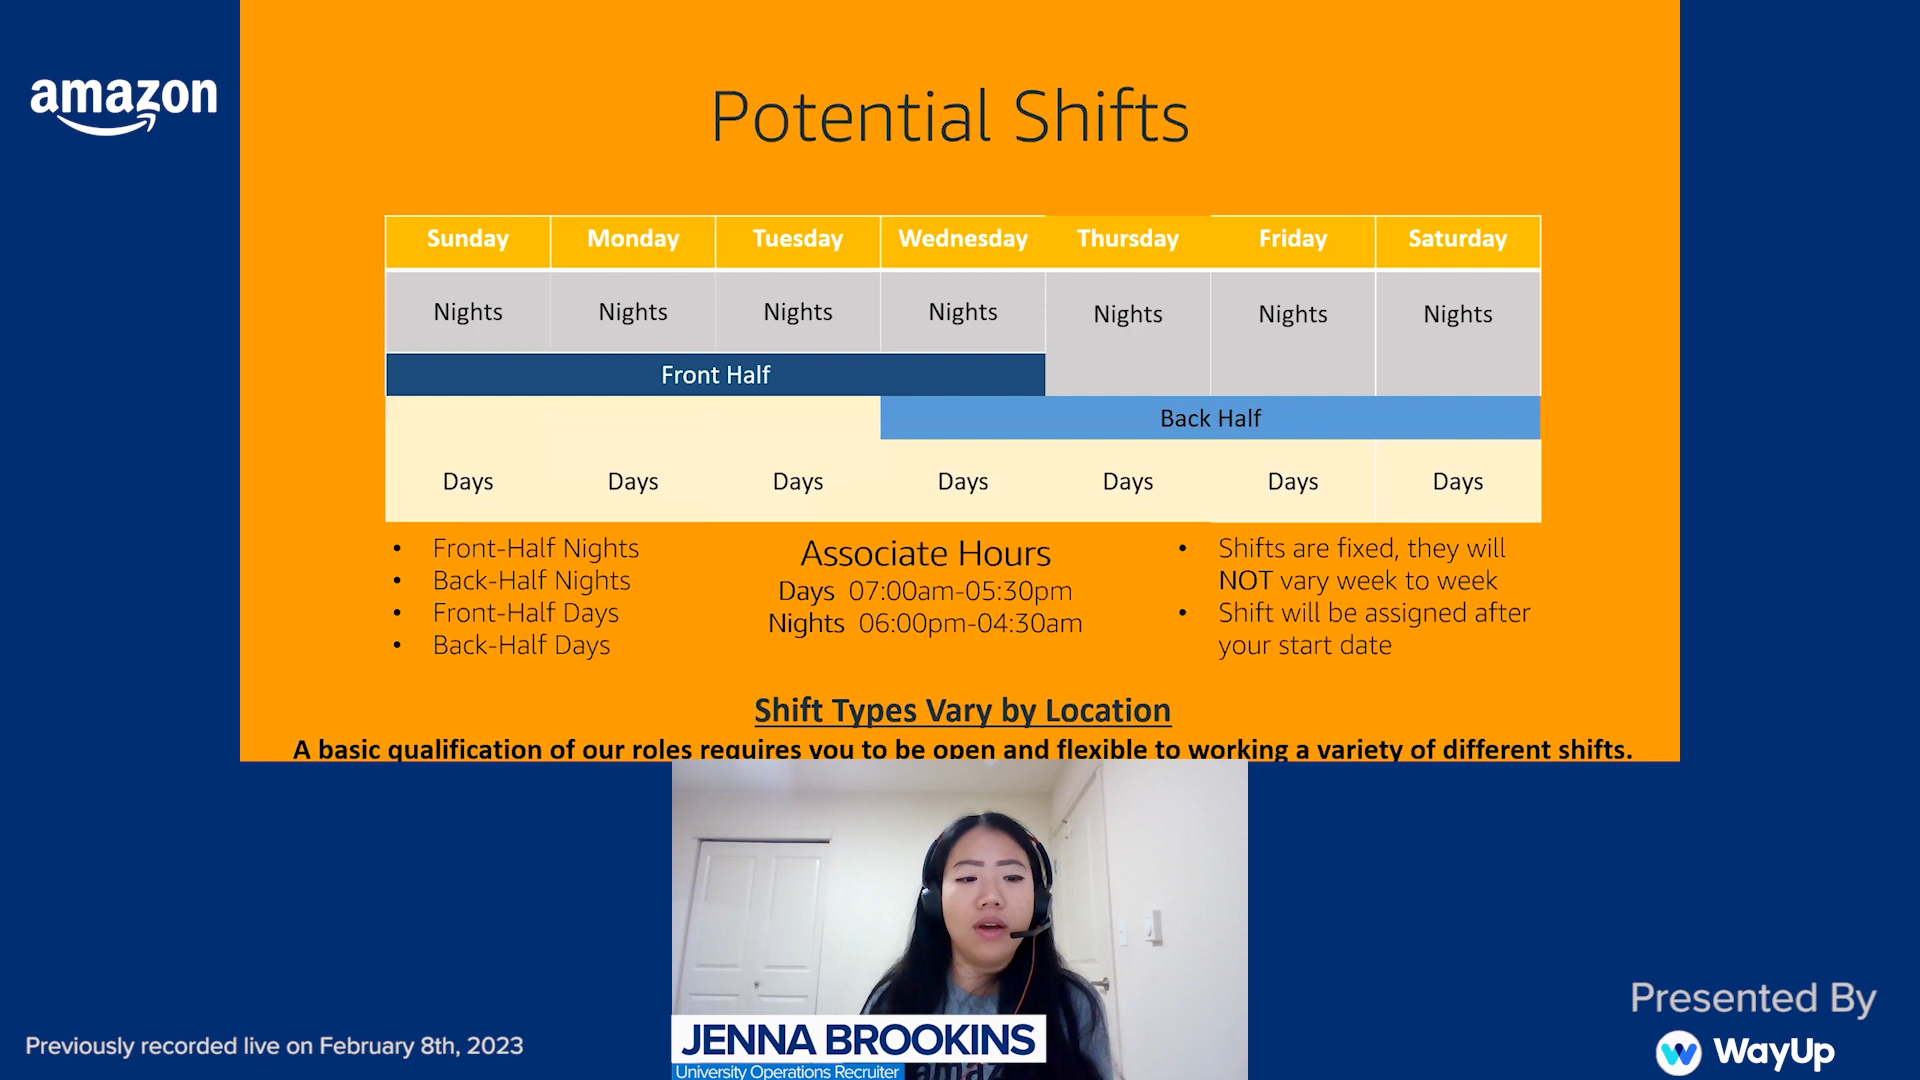 amazon
Potential Shifts
Sunday Monday Tuesday Wednesday Thursday Friday Saturday
Nights Nights Nights Nights Nights Nights Nights
Front Half
Back Half
Days Days Days Days Days Days Days
• Front-Half Nights
• Back-Half Nights
• Front-Half Days
• Back-Half Days
Associate Hours
Days 07:00am-05:30pm
Nights 06:00pm-04:30am
• Shifts are fixed, they will
NOT vary week to week
• Shift will be assigned after
your start date
Shift Types Vary by Location
A basic qualification of our roles requires you to be open and flexible to working a variety of different shifts.
JENNA BROOKINS
University Operations Recruiter
amaz
Previously recorded live on February 8th, 2023
Presented By
WayUp